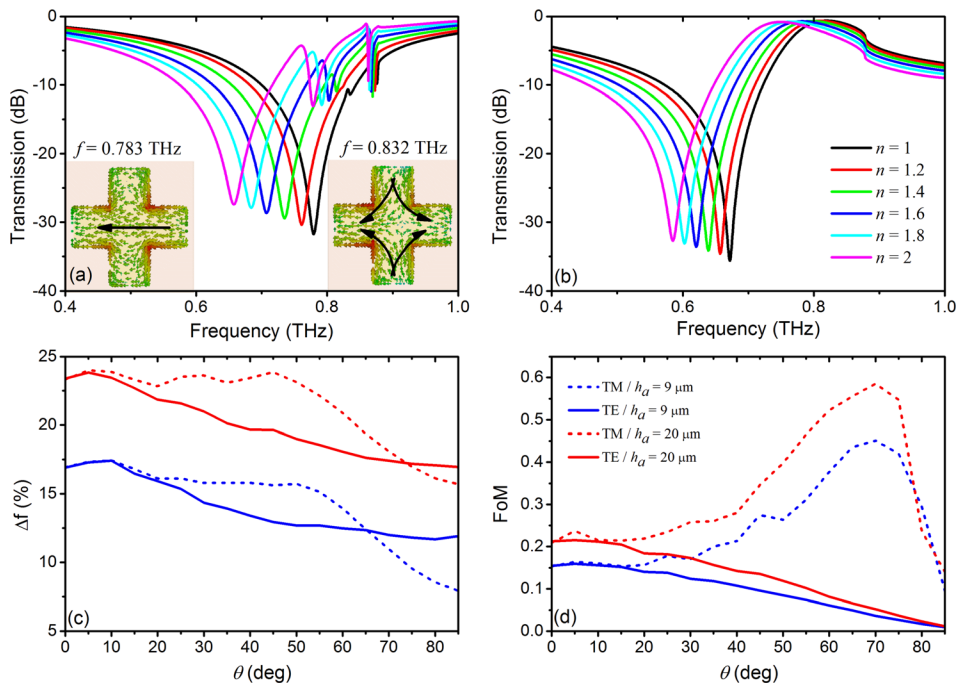 0
-10
-20
-30
-40
Transmission (dB)
f = 0.783 THz
f = 0.832 THz
(a)
0.4 0.6 0.8 1.0
Frequency (THz)
0
-10
-20
-30
-40
Transmission (dB)
n = 1
n = 1.2
n = 1.4
n = 1.6
n = 1.8
n = 2
(b)
0.4 0.6 0.8 1.0
Frequency (THz)
25
20
15
10
5
Δf (%)
(c)
0 10 20 30 40 50 60 70 80
θ (deg)
0.6
0.5
0.4
0.3
0.2
0.1
0.0
FoM
TM / hₐ = 9 μm
TE / hₐ = 9 μm
TM / hₐ = 20 μm
TE / hₐ = 20 μm
(d)
0 10 20 30 40 50 60 70 80
θ (deg)